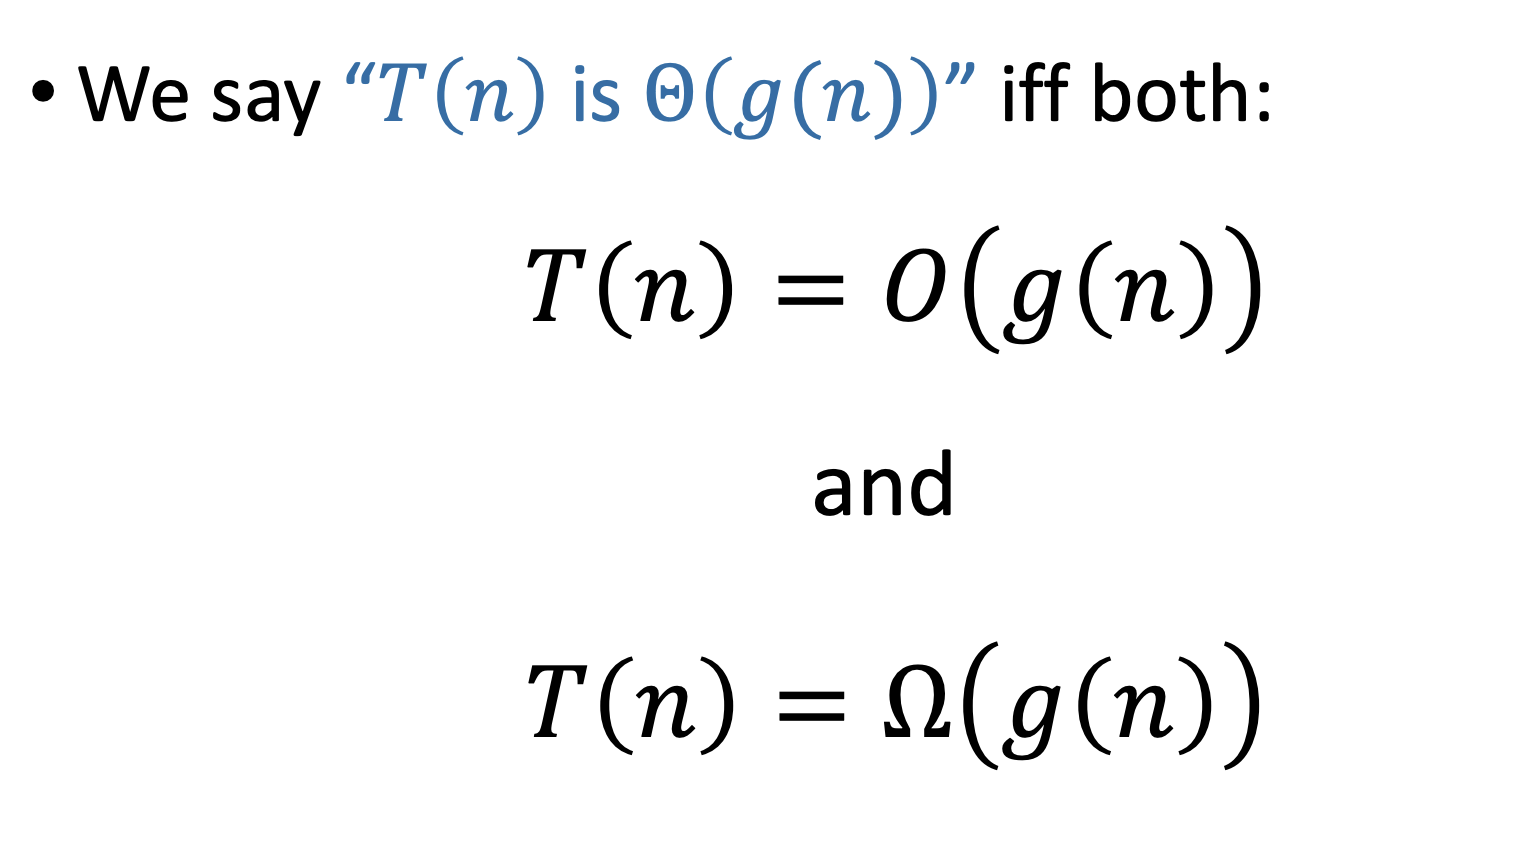 • We say “T(n) is Θ(g(n))” iff both:
T(n) = O(g(n))
and
T(n) = Ω(g(n))